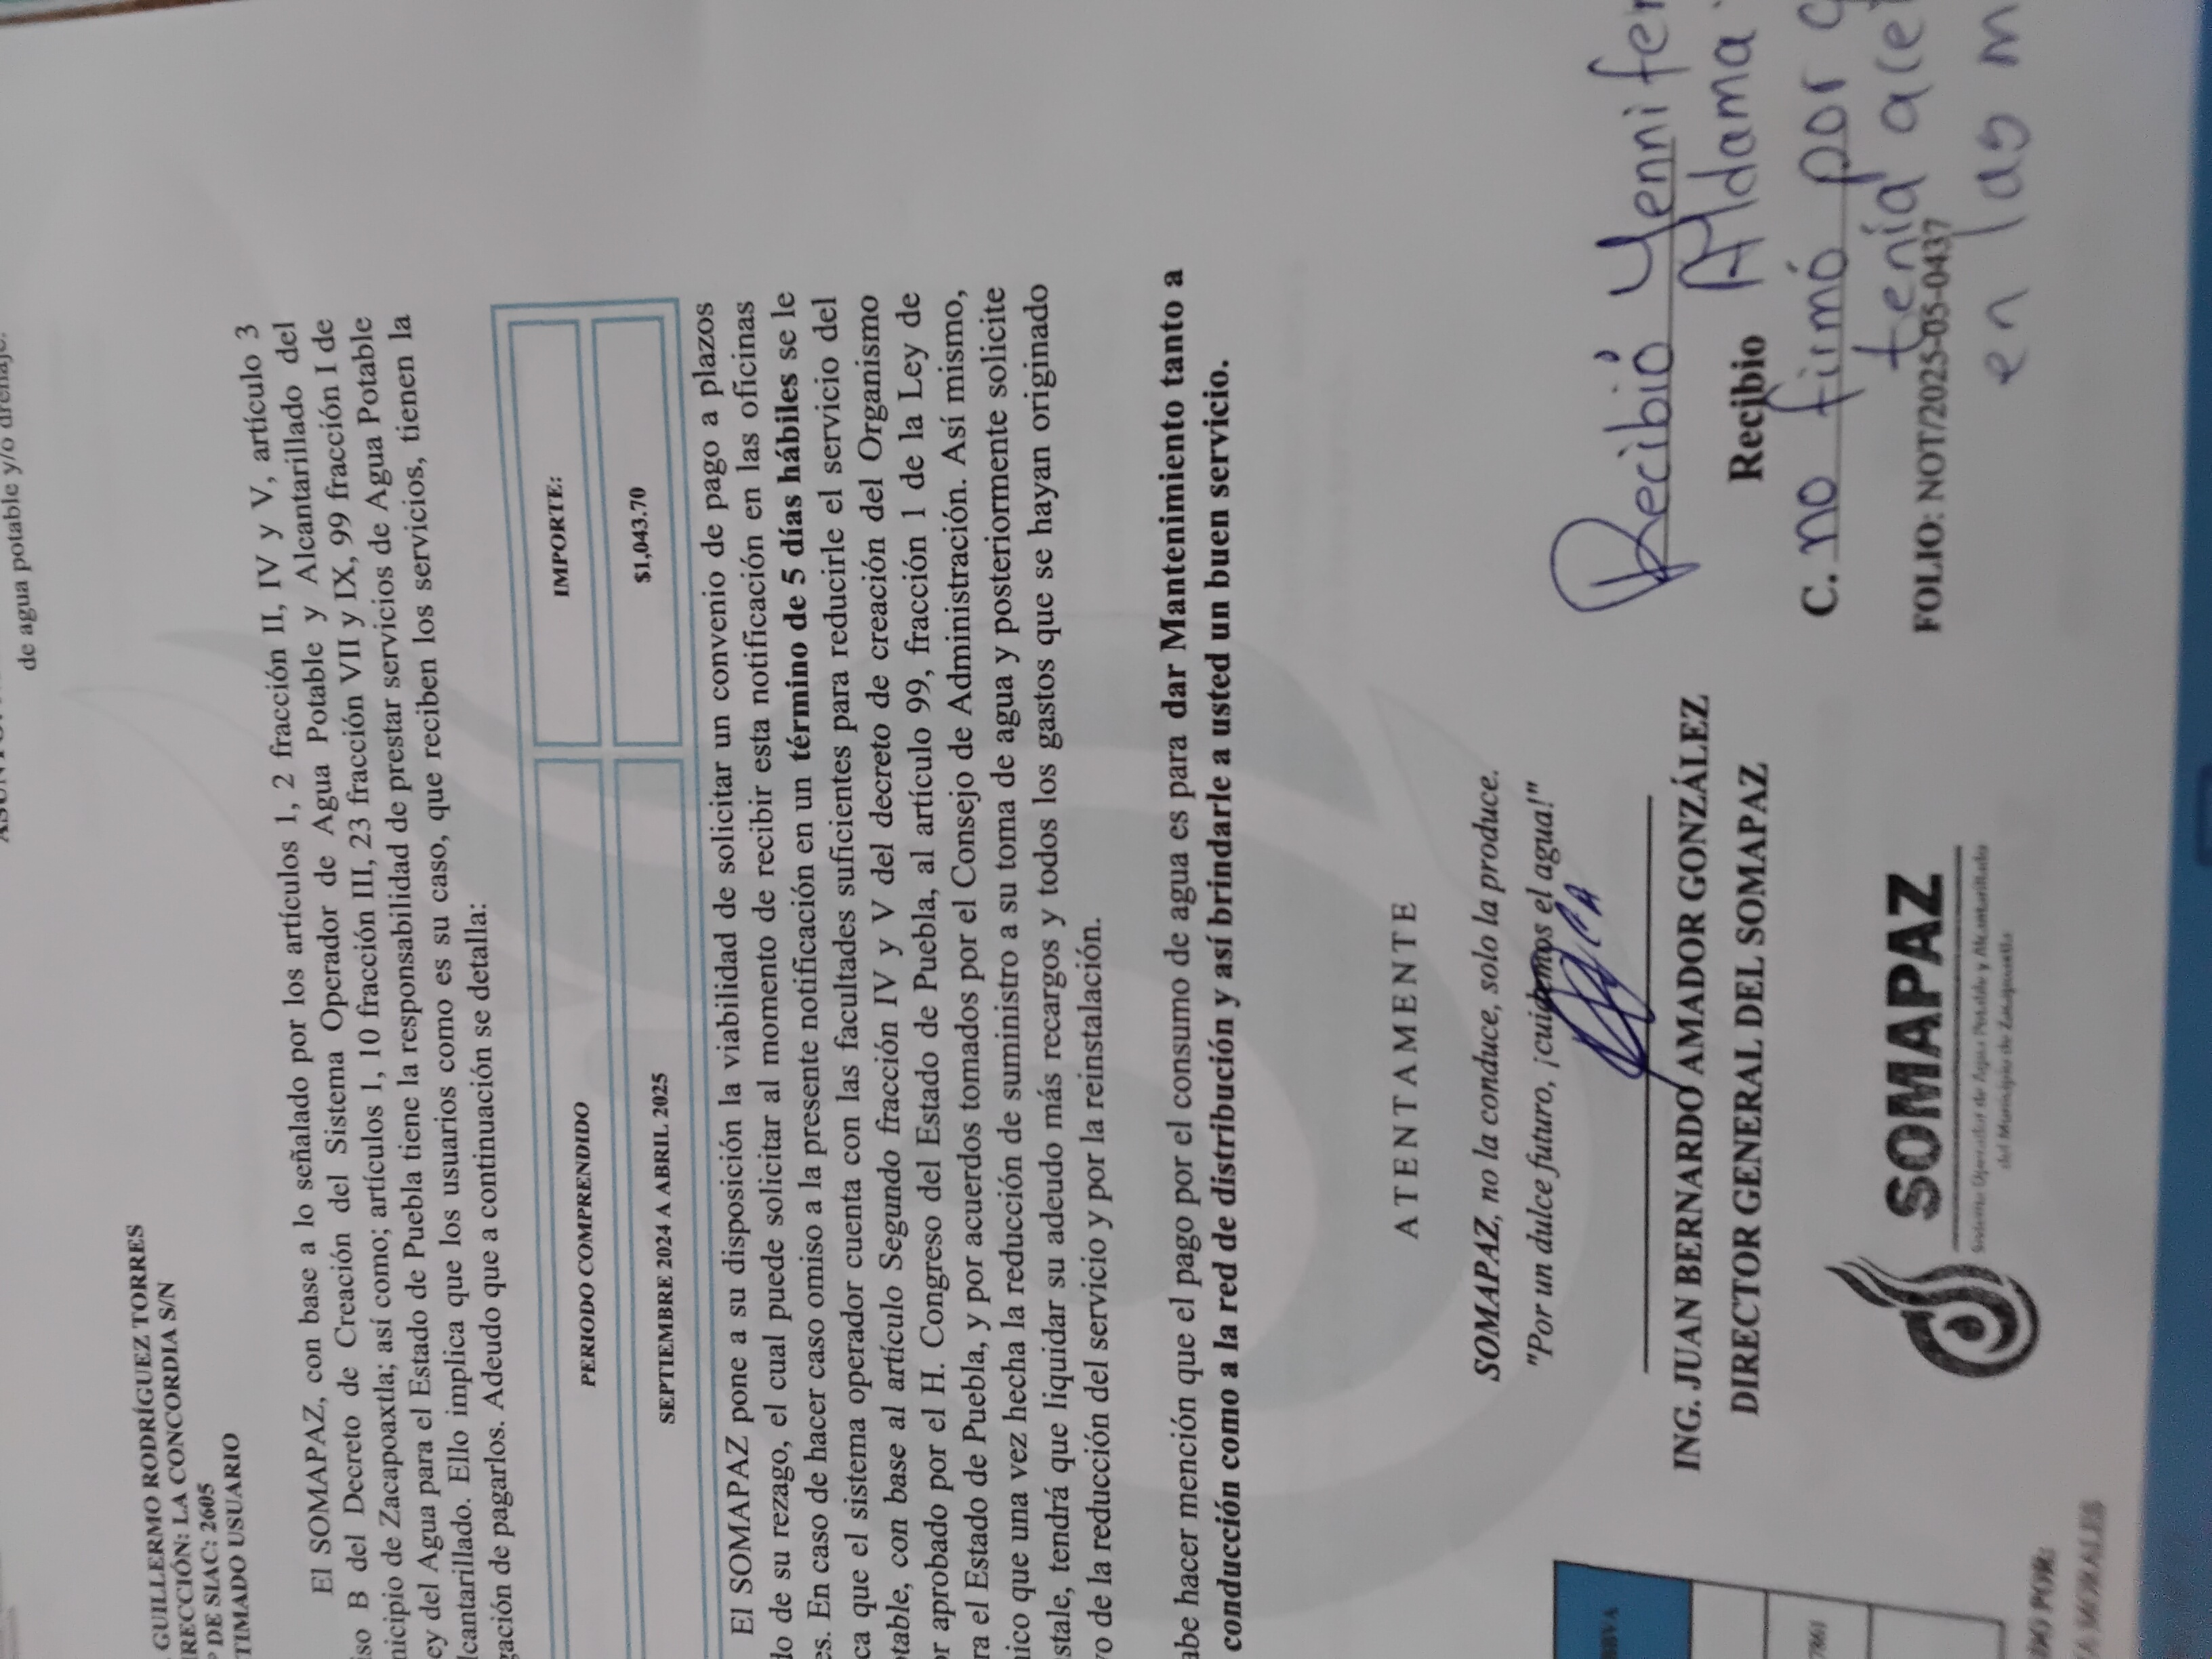 de agua potable y/o drenaje.
GUILLERMO RODRÍGUEZ TORRES
RECCIÓN: LA CONCORDIA S/N
DE SIAC: 2605
TIMADO USUARIO
El SOMAPAZ, con base a lo señalado por los artículos 1, 2 fracción II, IV y V, artículo 3
iso B del Decreto de Creación del Sistema Operador de Agua Potable y Alcantarillado del
nicipio de Zacapoaxtla; así como; artículos 1, 10 fracción III, 23 fracción VII y IX, 99 fracción I de
ey del Agua para el Estado de Puebla tiene la responsabilidad de prestar servicios de Agua Potable
lcantarillado. Ello implica que los usuarios como es su caso, que reciben los servicios, tienen la
gación de pagarlos. Adeudo que a continuación se detalla:
PERIODO COMPRENDIDO
IMPORTE:
SEPTIEMBRE 2024 A ABRIL 2025
$1,043.70
El SOMAPAZ pone a su disposición la viabilidad de solicitar un convenio de pago a plazos
do de su rezago, el cual puede solicitar al momento de recibir esta notificación en las oficinas
es. En caso de hacer caso omiso a la presente notificación en un término de 5 días hábiles se le
ca que el sistema operador cuenta con las facultades suficientes para reducirle el servicio del
otable, con base al artículo Segundo fracción IV y V del decreto de creación del Organismo
or aprobado por el H. Congreso del Estado de Puebla, al artículo 99, fracción 1 de la Ley de
ra el Estado de Puebla, y por acuerdos tomados por el Consejo de Administración. Así mismo,
nico que una vez hecha la reducción de suministro a su toma de agua y posteriormente solicite
stale, tendrá que liquidar su adeudo más recargos y todos los gastos que se hayan originado
vo de la reducción del servicio y por la reinstalación.
abe hacer mención que el pago por el consumo de agua es para dar Mantenimiento tanto a
conducción como a la red de distribución y así brindarle a usted un buen servicio.
ATENTAMENTE
SOMAPAZ, no la conduce, solo la produce.
"Por un dulce futuro, ¡cuidemos el agua!"
BBVA
ING. JUAN BERNARDO AMADOR GONZÁLEZ
DIRECTOR GENERAL DEL SOMAPAZ
Recibió Yennifer
Recibio Aldama
C. no firmó por q
tenía acei
FOLIO: NOT/2025-05-0437
en las m
7861
SOMAPAZ
Sistema Operador de Agua Potable y Alcantarillado
del Municipio de Zacapoaxtla
DO POR:
A MORALES